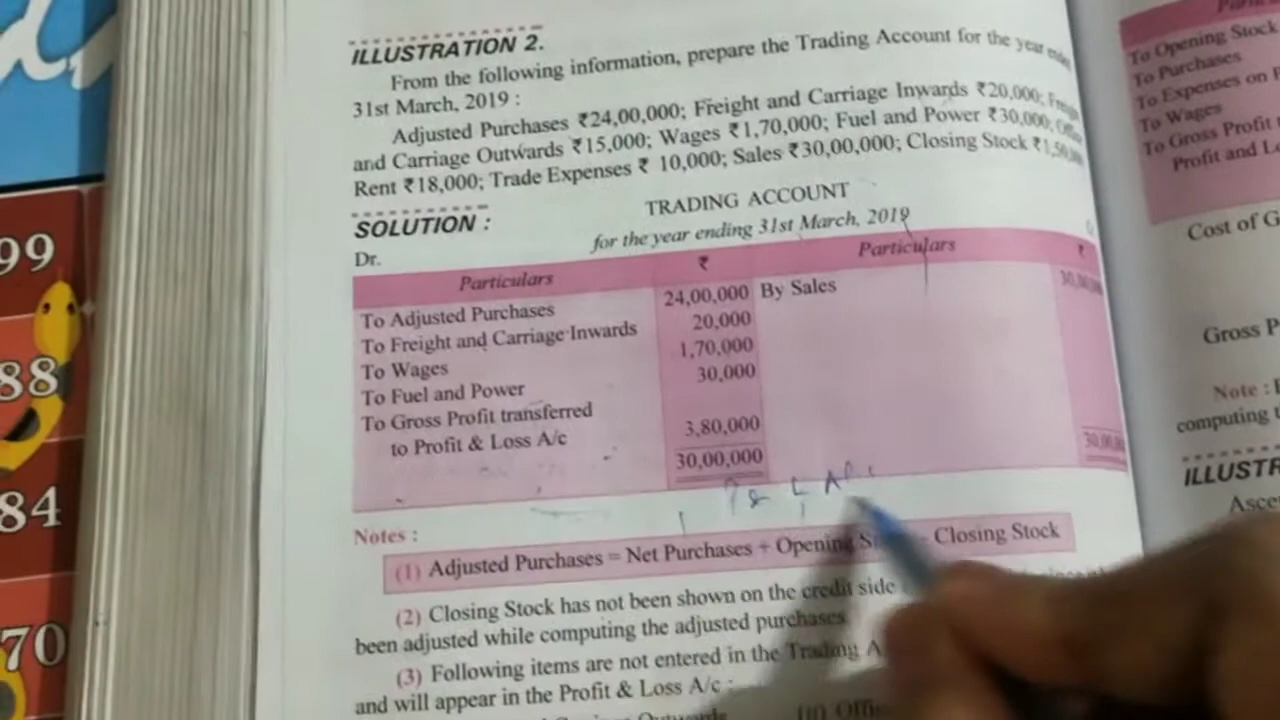 99
88
84
70
ILLUSTRATION 2.
From the following information, prepare the Trading Account for the year
31st March, 2019 :
Adjusted Purchases ₹24,00,000; Freight and Carriage Inwards ₹20,000;
and Carriage Outwards ₹15,000; Wages ₹1,70,000; Fuel and Power ₹30,000;
Rent ₹18,000; Trade Expenses ₹ 10,000; Sales ₹30,00,000; Closing Stock
SOLUTION :
TRADING ACCOUNT
for the year ending 31st March, 2019
Dr.
Particulars ₹ Particulars ₹
To Adjusted Purchases 24,00,000 By Sales
To Freight and Carriage Inwards 20,000
To Wages 1,70,000
To Fuel and Power 30,000
To Gross Profit transferred
to Profit & Loss A/c 3,80,000
30,00,000
Notes :
(1) Adjusted Purchases = Net Purchases + Opening Closing Stock
(2) Closing Stock has not been shown on the credit side
been adjusted while computing the adjusted purchases
(3) Following items are not entered in the Trading A
and will appear in the Profit & Loss A/c :
To Opening Stock
To Purchases
To Expenses on
To Wages
To Gross Profit
Profit and
Cost of G
Gross P
Note :
computing
ILLUSTR
Asce